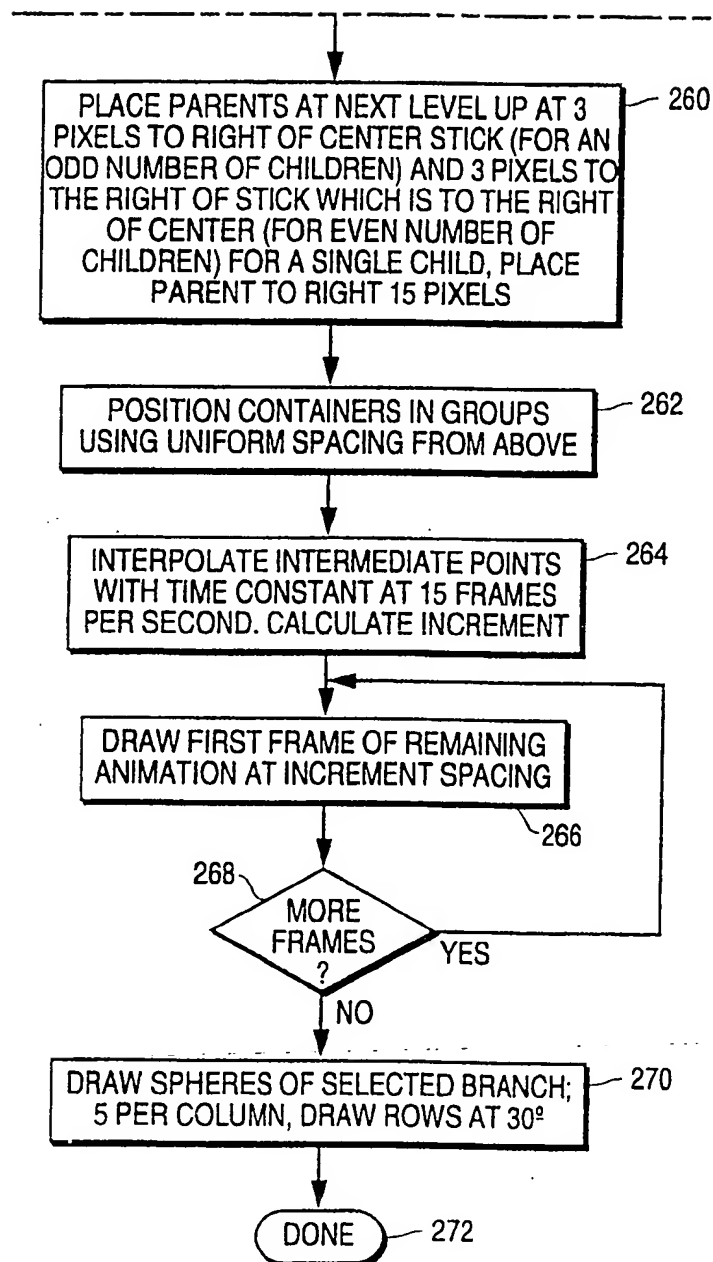 PLACE PARENTS AT NEXT LEVEL UP AT 3
PIXELS TO RIGHT OF CENTER STICK (FOR AN
ODD NUMBER OF CHILDREN) AND 3 PIXELS TO
THE RIGHT OF STICK WHICH IS TO THE RIGHT
OF CENTER (FOR EVEN NUMBER OF
CHILDREN) FOR A SINGLE CHILD, PLACE
PARENT TO RIGHT 15 PIXELS
260
POSITION CONTAINERS IN GROUPS
USING UNIFORM SPACING FROM ABOVE
262
INTERPOLATE INTERMEDIATE POINTS
WITH TIME CONSTANT AT 15 FRAMES
PER SECOND. CALCULATE INCREMENT
264
DRAW FIRST FRAME OF REMAINING
ANIMATION AT INCREMENT SPACING
266
268
MORE
FRAMES
?
YES
NO
DRAW SPHERES OF SELECTED BRANCH;
5 PER COLUMN, DRAW ROWS AT 30º
270
DONE
272